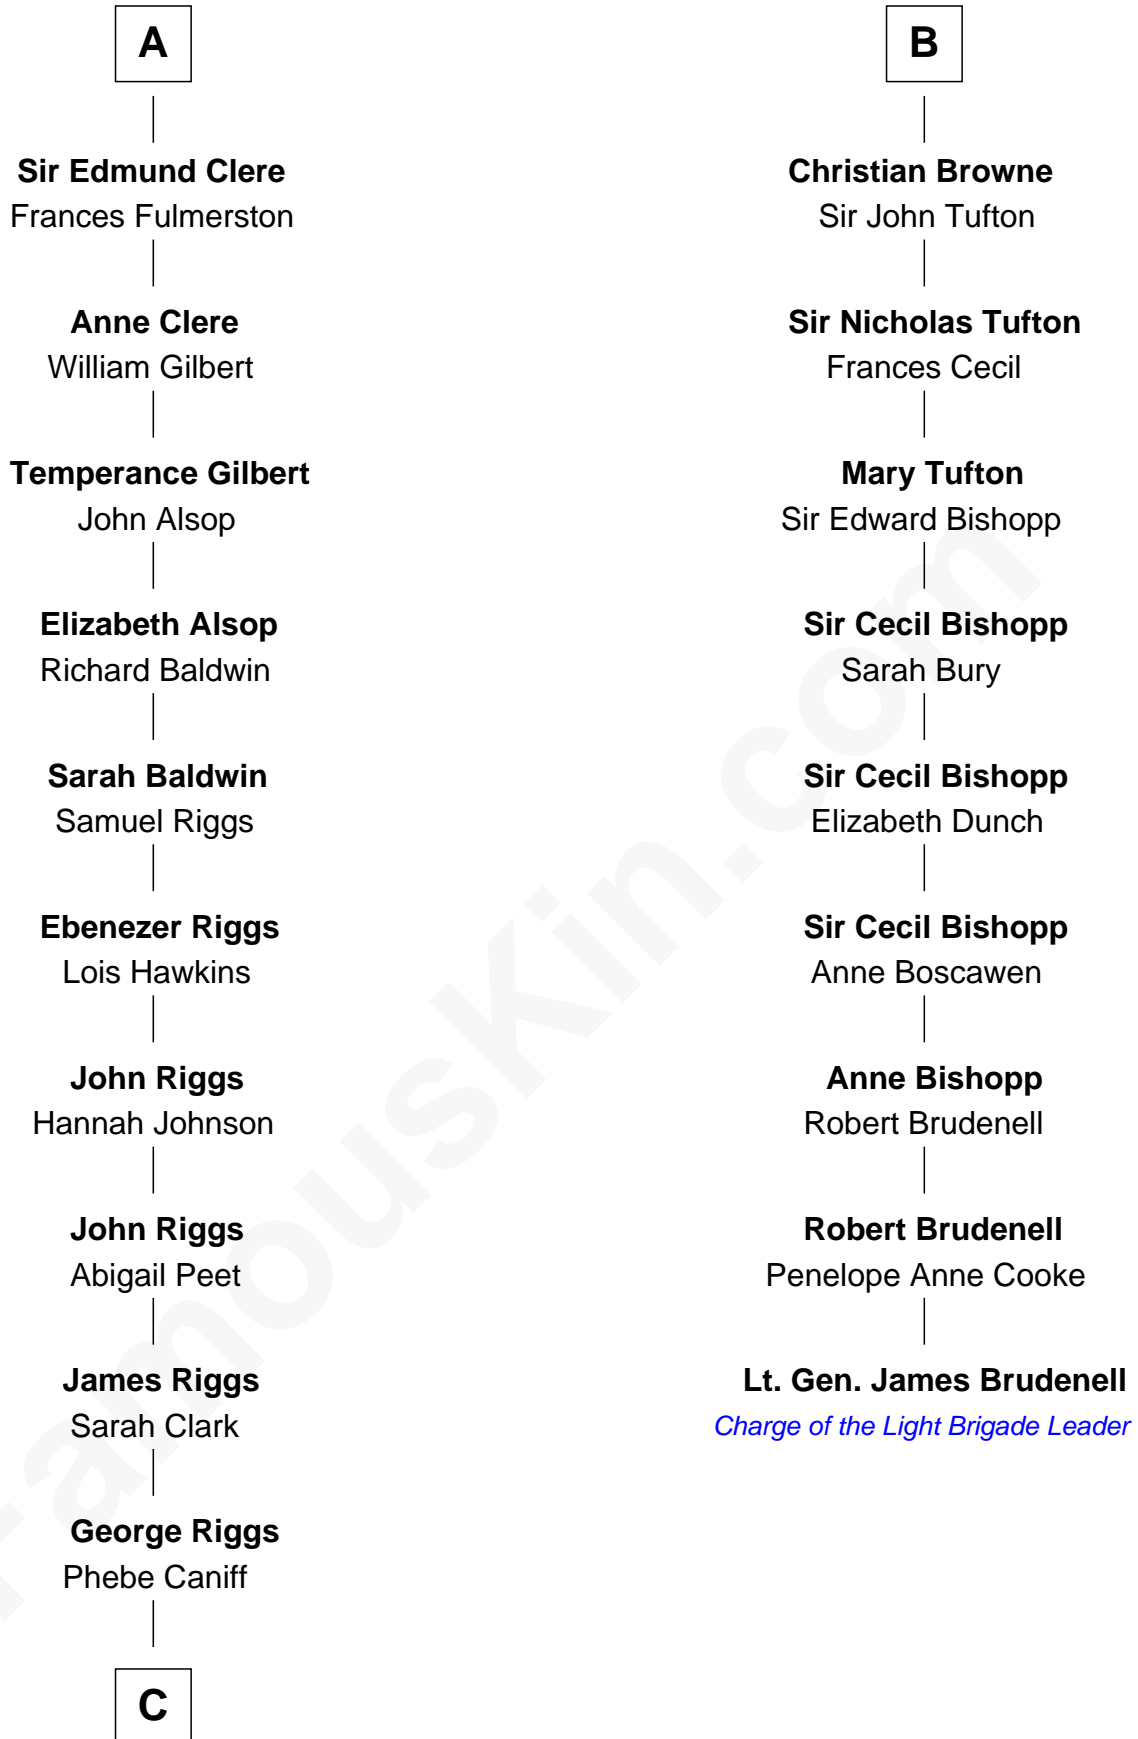 A
Sir Edmund Clere
Frances Fulmerston
Anne Clere
William Gilbert
Temperance Gilbert
John Alsop
Elizabeth Alsop
Richard Baldwin
Sarah Baldwin
Samuel Riggs
Ebenezer Riggs
Lois Hawkins
John Riggs
Hannah Johnson
John Riggs
Abigail Peet
James Riggs
Sarah Clark
George Riggs
Phebe Caniff
C
B
Christian Browne
Sir John Tufton
Sir Nicholas Tufton
Frances Cecil
Mary Tufton
Sir Edward Bishopp
Sir Cecil Bishopp
Sarah Bury
Sir Cecil Bishopp
Elizabeth Dunch
Sir Cecil Bishopp
Anne Boscawen
Anne Bishopp
Robert Brudenell
Robert Brudenell
Penelope Anne Cooke
Lt. Gen. James Brudenell
Charge of the Light Brigade Leader
FamousKin.com